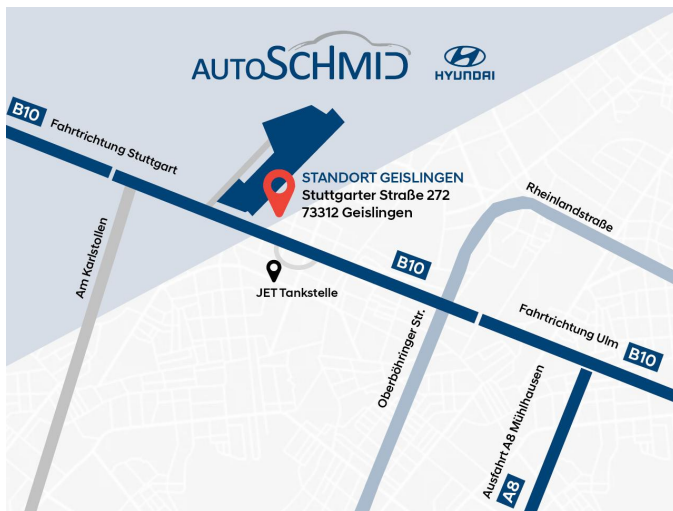 AUTOSCHMID
HYUNDAI
B10
Fahrtrichtung Stuttgart
STANDORT GEISLINGEN
Stuttgarter Straße 272
73312 Geislingen
Rheinlandstraße
Am Karlstollen
JET Tankstelle
B10
Oberböhringer Str.
Fahrtrichtung Ulm
B10
Ausfahrt A8 Mühlhausen
A8